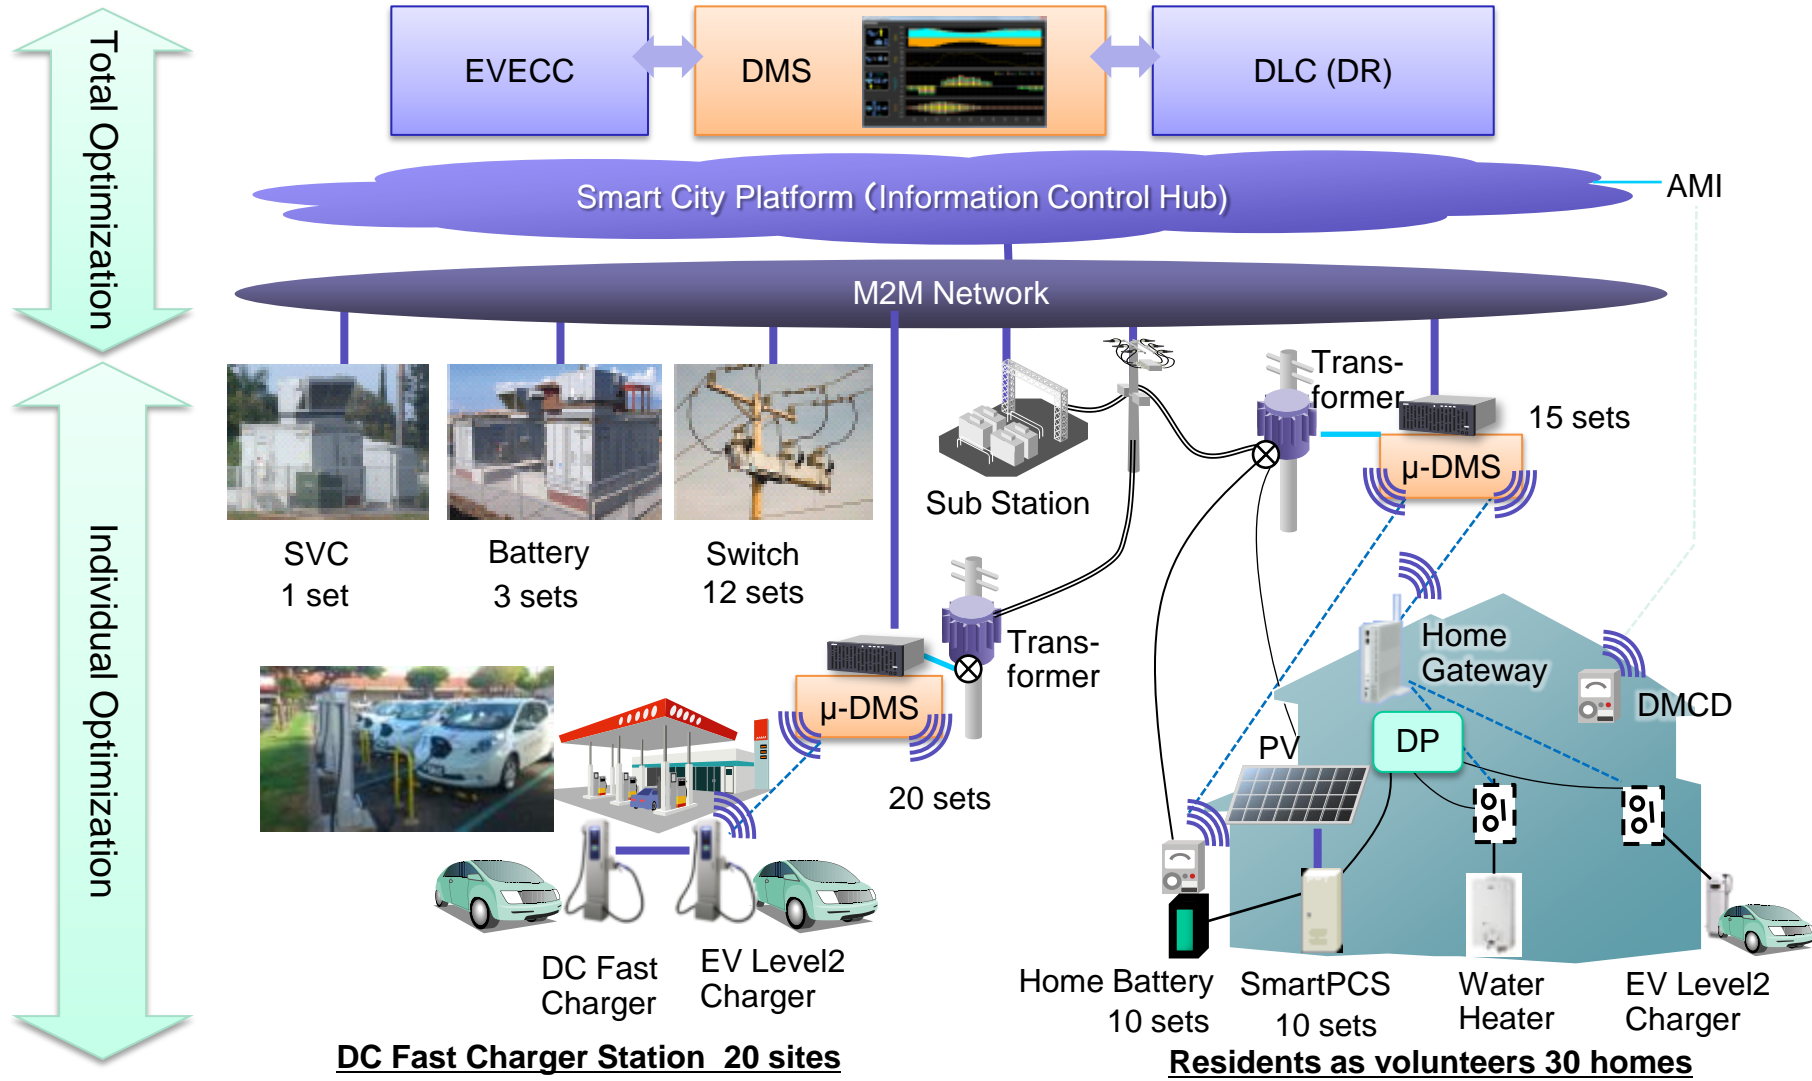 Total Optimization
Individual Optimization
EVECC
DMS
DLC (DR)
Smart City Platform (Information Control Hub)
AMI
M2M Network
SVC
1 set
Battery
3 sets
Switch
12 sets
Sub Station
Trans-
former
15 sets
μ-DMS
Trans-
former
μ-DMS
20 sets
Home
Gateway
DMCD
PV
DP
DC Fast
Charger
EV Level2
Charger
Home Battery
10 sets
SmartPCS
10 sets
Water
Heater
EV Level2
Charger
DC Fast Charger Station 20 sites
Residents as volunteers 30 homes